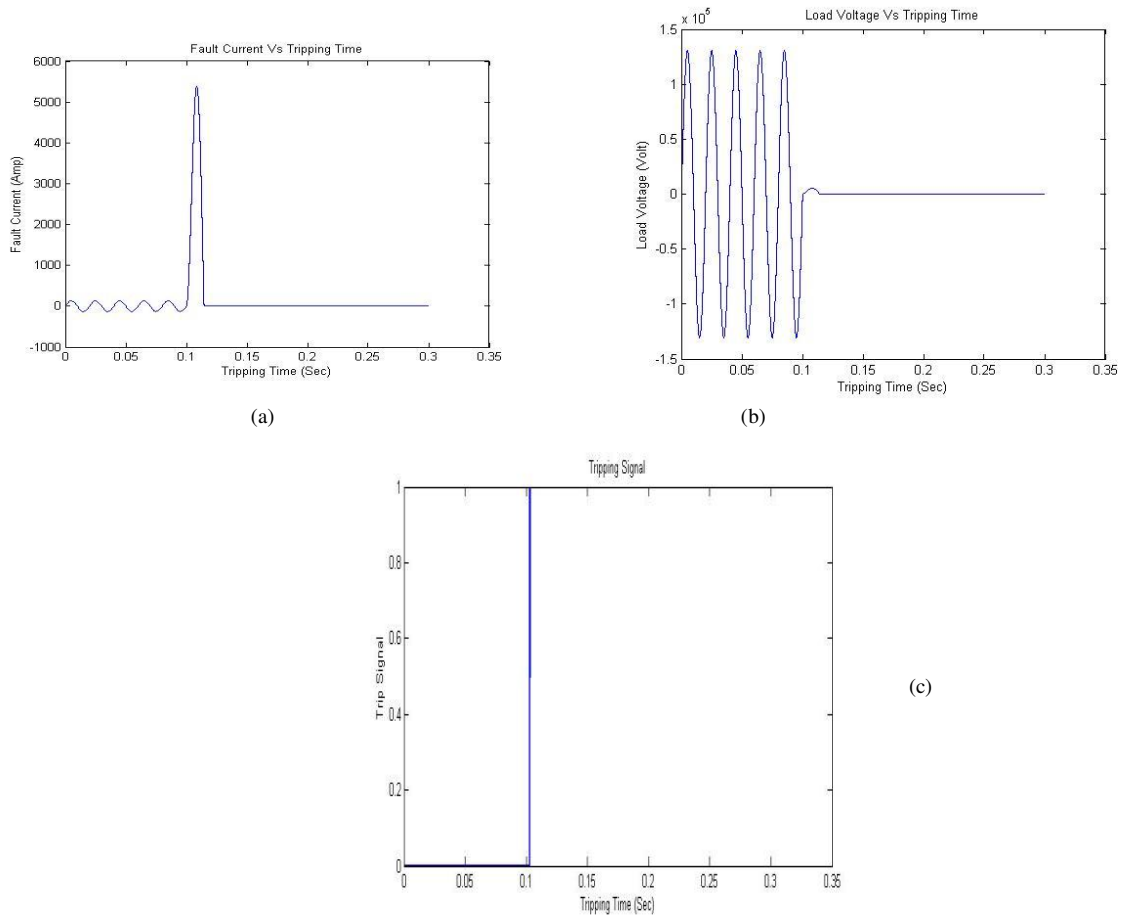 Fault Current Vs Tripping Time
6000
5000
4000
3000
2000
1000
0
-1000
Fault Current (Amp)
0 0.05 0.1 0.15 0.2 0.25 0.3 0.35
Tripping Time (Sec)
(a)
x 10^5
Load Voltage Vs Tripping Time
1.5
1
0.5
0
-0.5
-1
-1.5
Load Voltage (Volt)
0 0.05 0.1 0.15 0.2 0.25 0.3 0.35
Tripping Time (Sec)
(b)
Tripping Signal
1
0.8
0.6
0.4
0.2
0
Trip Signal
0 0.05 0.1 0.15 0.2 0.25 0.3 0.35
Tripping Time (Sec)
(c)